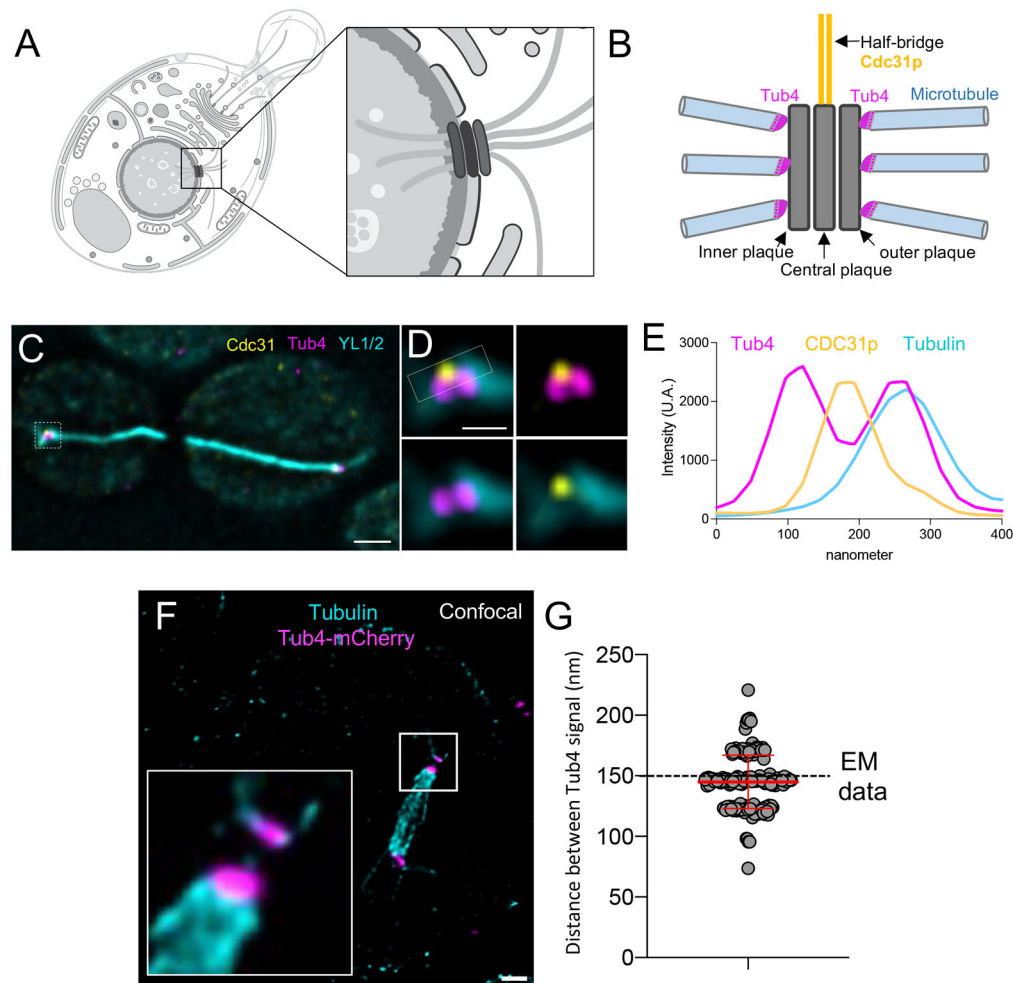 A
B
Half-bridge
Cdc31p
Tub4
Tub4
Microtubule
Inner plaque
Central plaque
outer plaque
C
Cdc31 Tub4 YL1/2
D
E
Tub4 CDC31p Tubulin
Intensity (U.A.)
3000
2000
1000
0
0 100 200 300 400
nanometer
F
Tubulin
Tub4-mCherry
Confocal
G
Distance between Tub4 signal (nm)
250
200
150
100
50
0
EM
data